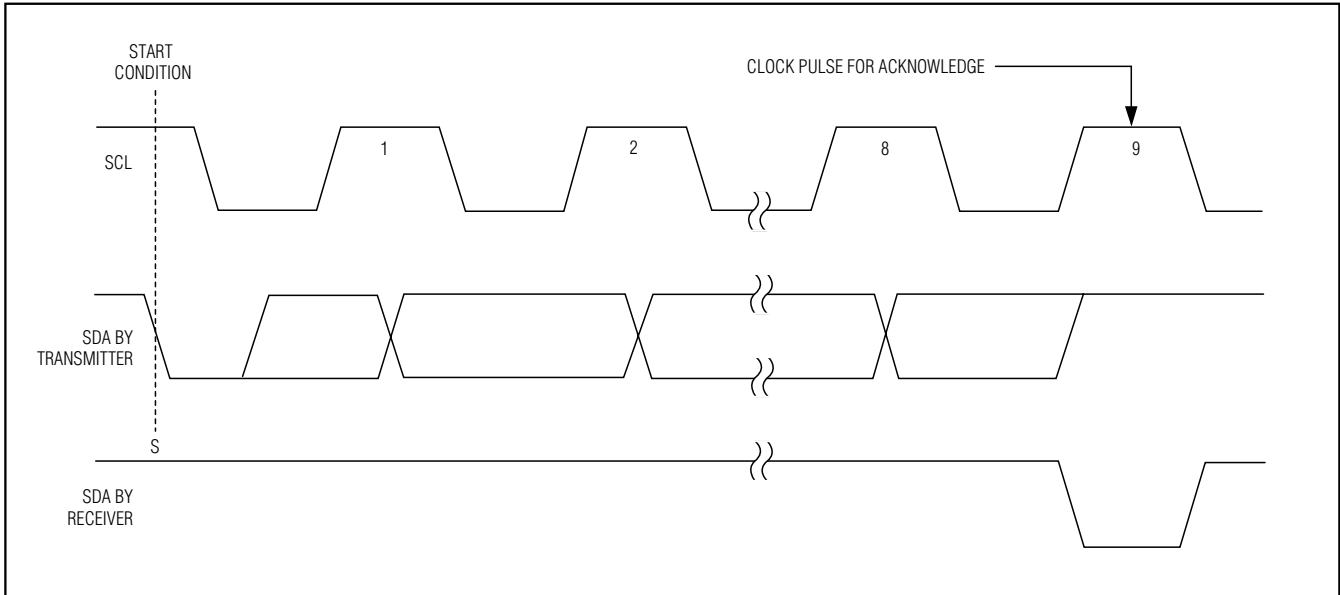 START
CONDITION
CLOCK PULSE FOR ACKNOWLEDGE
SCL
1
2
8
9
SDA BY
TRANSMITTER
S
SDA BY
RECEIVER